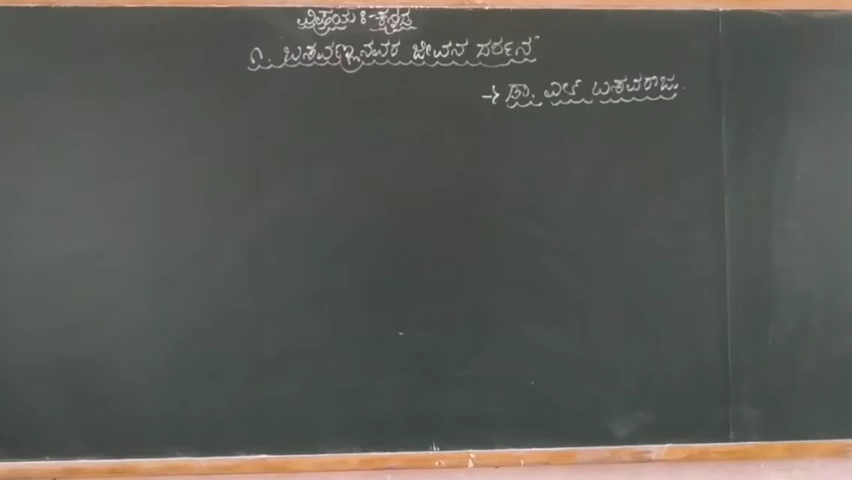 ವಿಷಯ :- ಕನ್ನಡ
೧. ಬಸವಣ್ಣನವರ ಜೀವನ ದರ್ಶನ"
→ ಡಾ. ಎಲ್ ಬಸವರಾಜು.